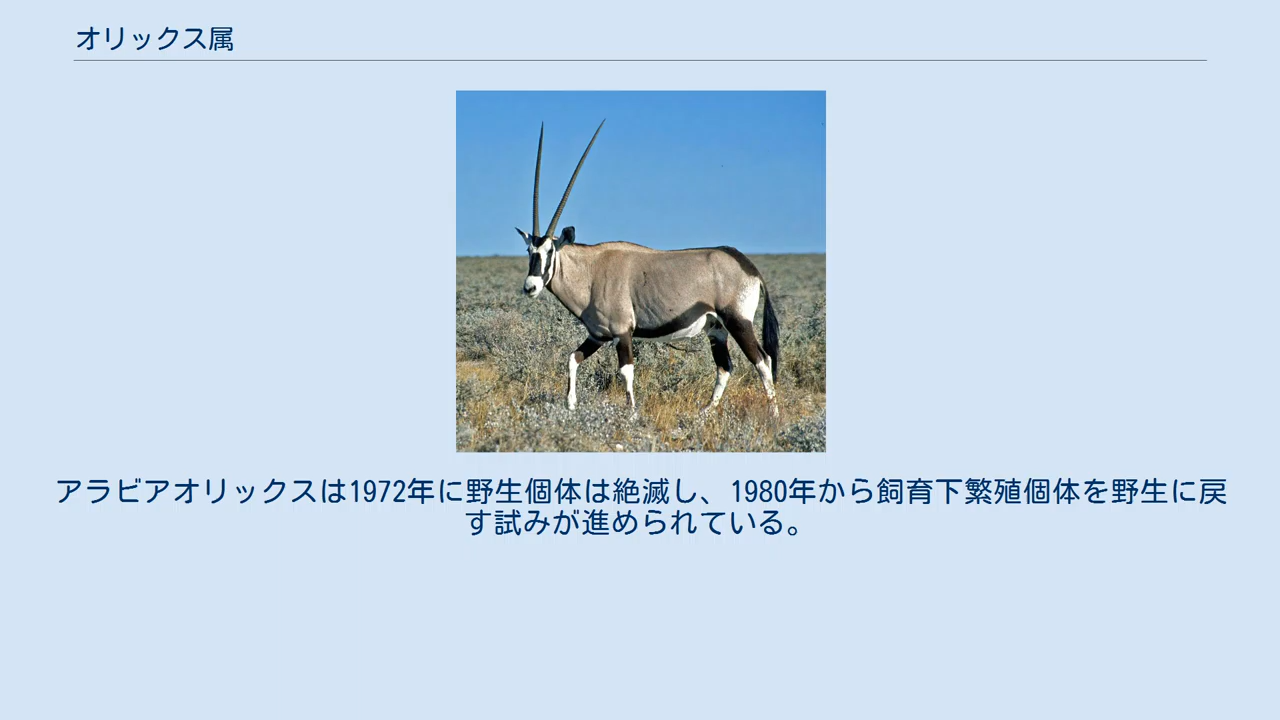 オリックス属
アラビアオリックスは1972年に野生個体は絶滅し、1980年から飼育下繁殖個体を野生に戻
す試みが進められている。